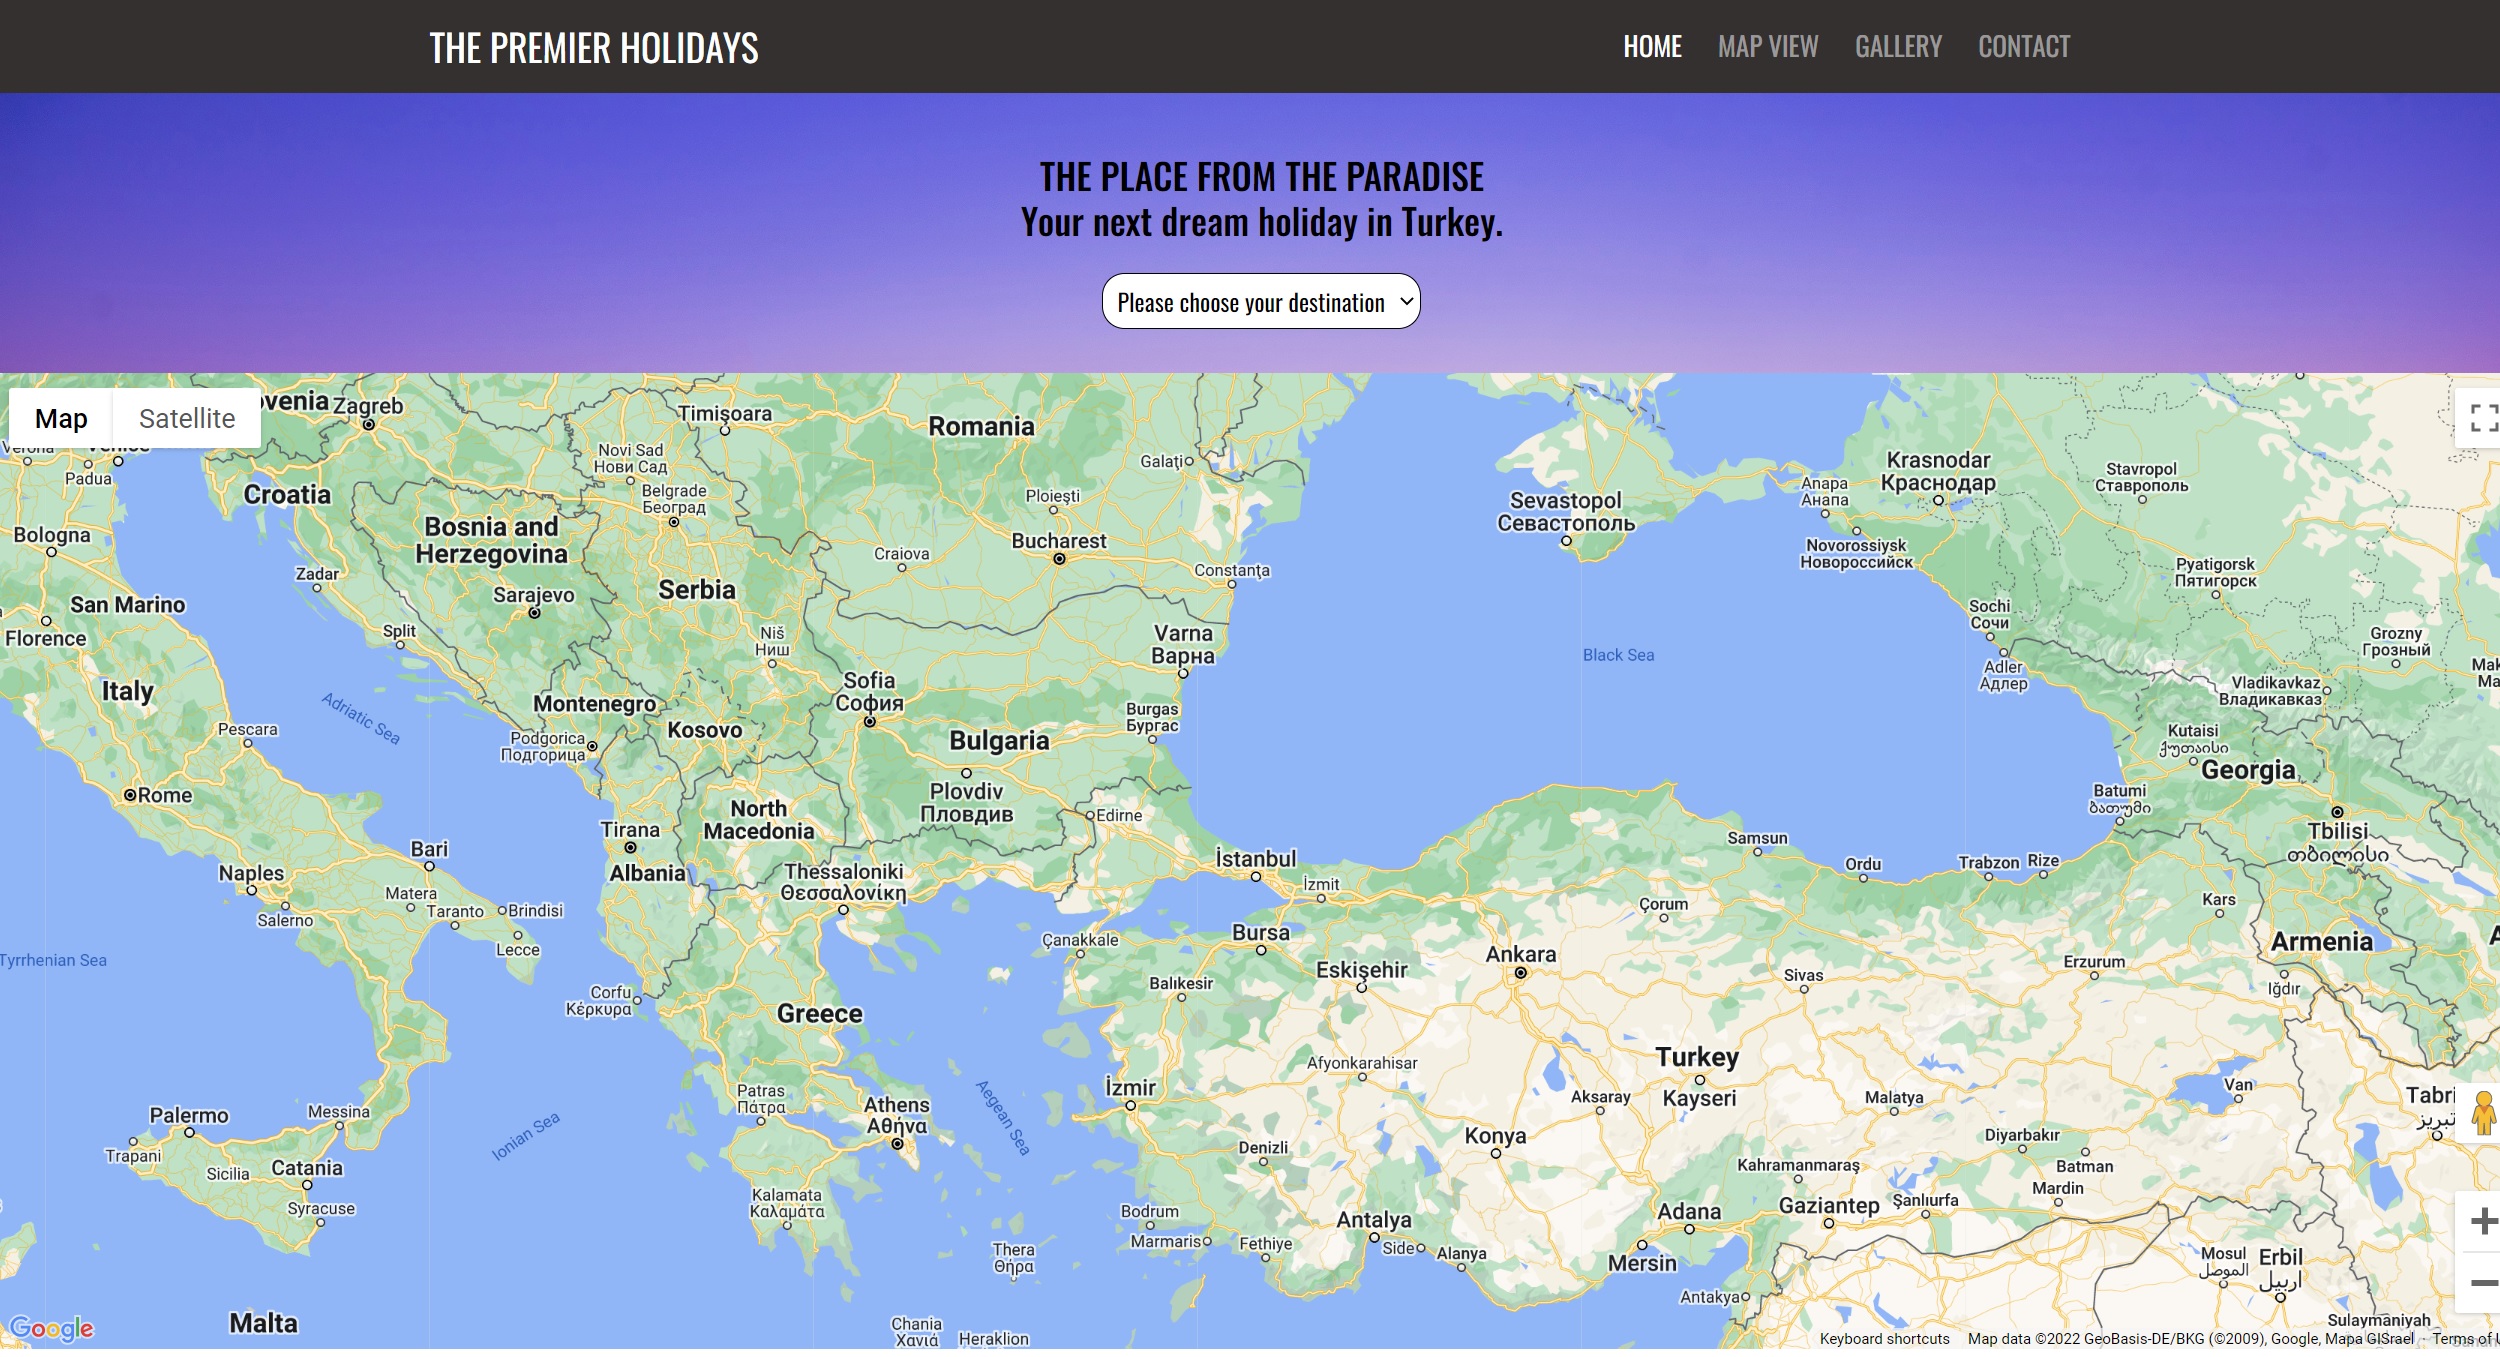 THE PREMIER HOLIDAYS
HOME MAP VIEW GALLERY CONTACT
THE PLACE FROM THE PARADISE
Your next dream holiday in Turkey.
Please choose your destination
Map Satellite
Zagreb
Timișoara
Romania
Padua
Novi Sad
Нови Сад
Galați
Croatia
Belgrade
Београд
Ploiești
Sevastopol
Севастополь
Anapa
Анапа
Krasnodar
Краснодар
Stavropol
Ставрополь
Bologna
Bosnia and
Herzegovina
Craiova
Bucharest
Constanța
Novorossiysk
Новороссийск
Pyatigorsk
Пятигорск
Zadar
San Marino
Sarajevo
Serbia
Sochi
Сочи
Florence
Split
Niš
Ниш
Varna
Варна
Black Sea
Grozny
Грозный
Adler
Адлер
Italy
Adriatic Sea
Montenegro
Sofia
София
Vladikavkaz
Владикавказ
Pescara
Podgorica
Подгорица
Kosovo
Bulgaria
Burgas
Бургас
Kutaisi
ქუთაისი
Georgia
Rome
North
Macedonia
Plovdiv
Пловдив
Edirne
Batumi
ბათუმი
Tbilisi
თბილისი
Bari
Tirana
Albania
Thessaloniki
Θεσσαλονίκη
İstanbul
İzmit
Samsun
Ordu
Trabzon
Rize
Naples
Matera
Salerno
Taranto
Brindisi
Lecce
Çanakkale
Bursa
Çorum
Kars
Armenia
Tyrrhenian Sea
Balıkesir
Eskişehir
Ankara
Sivas
Erzurum
Iğdır
Corfu
Κέρκυρα
Greece
Afyonkarahisar
Turkey
Kayseri
Aksaray
Malatya
Van
Palermo
Messina
Ionian Sea
Patras
Πάτρα
Athens
Αθήνα
Aegean Sea
İzmir
Denizli
Konya
Diyarbakır
Batman
Trapani
Sicilia
Catania
Syracuse
Kalamata
Καλαμάτα
Bodrum
Marmaris
Fethiye
Antalya
Side
Alanya
Kahramanmaraş
Adana
Gaziantep
Şanlıurfa
Mardin
Mersin
Antakya
Thera
Θήρα
Mosul
الموصل
Erbil
اربيل
Tabri
تبریز
Malta
Chania
Χανιά
Heraklion
Sulaymaniyah
Google
Keyboard shortcuts Map data ©2022 GeoBasis-DE/BKG (©2009), Google, Mapa GISrael Terms of